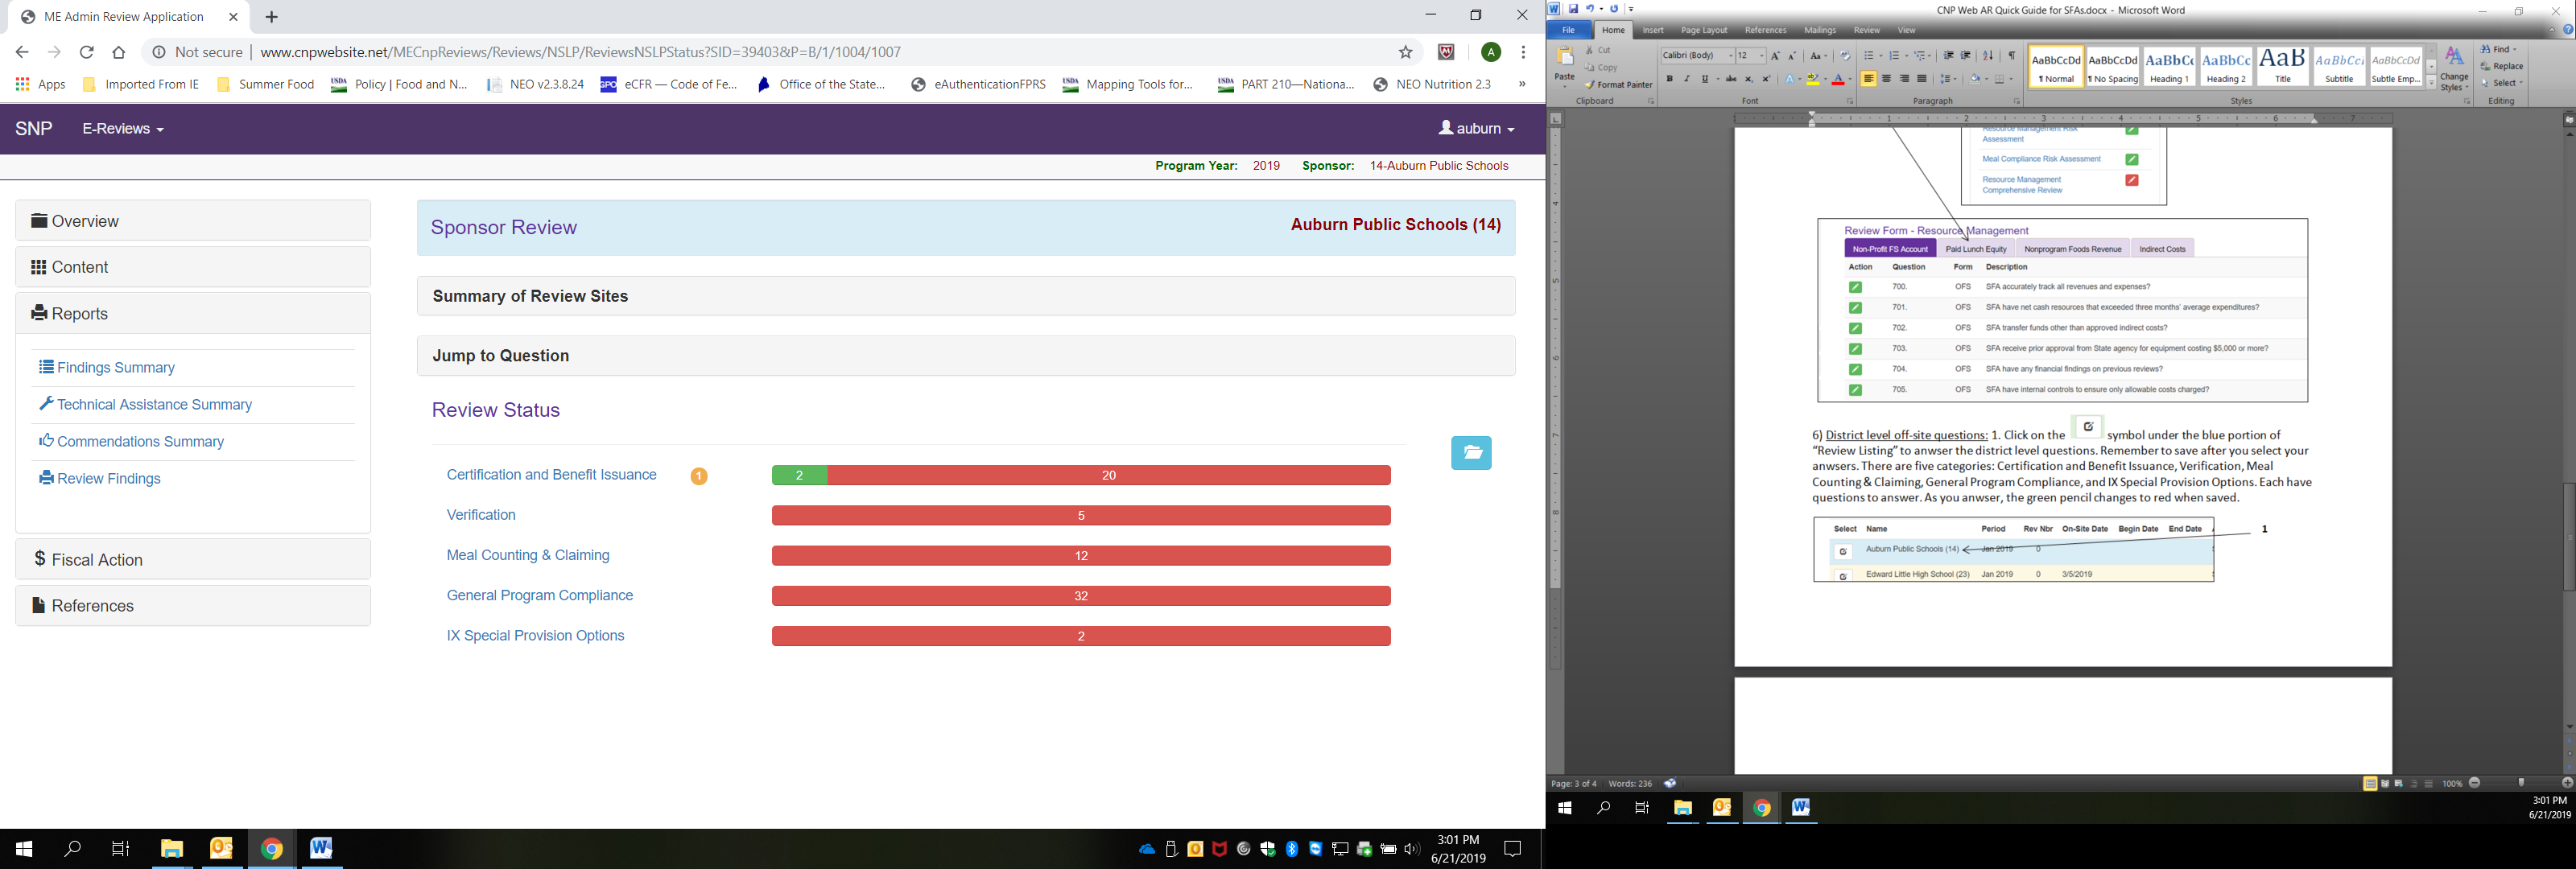 ME Admin Review Application
Not secure | www.cnpwebsite.net/MECnpReviews/Reviews/NSLP/ReviewsNSLPStatus?SID=39403&P=B/1/1004/1007
A
Apps Imported From IE Summer Food Policy | Food and N... NEO v2.3.8.24 eCFR — Code of Fe... Office of the State... eAuthenticationFPRS Mapping Tools for... PART 210—Nationa... NEO Nutrition 2.3 »
SNP E-Reviews auburn
Program Year: 2019 Sponsor: 14-Auburn Public Schools
Overview
Content
Reports
Findings Summary
Technical Assistance Summary
Commendations Summary
Review Findings
Fiscal Action
References
Sponsor Review Auburn Public Schools (14)
Summary of Review Sites
Jump to Question
Review Status
Certification and Benefit Issuance 1 2 20
Verification 5
Meal Counting & Claiming 12
General Program Compliance 32
IX Special Provision Options 2
3:01 PM
6/21/2019
CNP Web AR Quick Guide for SFAs.docx - Microsoft Word
File Home Insert Page Layout References Mailings Review View
Paste
Cut
Copy
Format Painter
Calibri (Body) 12
AaBbCcDd AaBbCcDd AaBbCc AaBbCc AaB AaBbCc. AaBbCcDd
¶ Normal ¶ No Spacing Heading 1 Heading 2 Title Subtitle Subtle Emp...
Change Styles
Find
Replace
Select
Clipboard Font Paragraph Styles Editing
Resource Management Risk
Assessment
Meal Compliance Risk Assessment
Resource Management
Comprehensive Review
Review Form - Resource Management
Non-Profit FS Account Paid Lunch Equity Nonprogram Foods Revenue Indirect Costs
Action Question Form Description
700. OFS SFA accurately track all revenues and expenses?
701. OFS SFA have net cash resources that exceeded three months' average expenditures?
702. OFS SFA transfer funds other than approved indirect costs?
703. OFS SFA receive prior approval from State agency for equipment costing $5,000 or more?
704. OFS SFA have any financial findings on previous reviews?
705. OFS SFA have internal controls to ensure only allowable costs charged?
6) District level off-site questions: 1. Click on the symbol under the blue portion of
“Review Listing” to anwser the district level questions. Remember to save after you select your
anwsers. There are five categories: Certification and Benefit Issuance, Verification, Meal
Counting & Claiming, General Program Compliance, and IX Special Provision Options. Each have
questions to answer. As you anwser, the green pencil changes to red when saved.
Select Name Period Rev Nbr On-Site Date Begin Date End Date
Auburn Public Schools (14) Jan 2019 0
Edward Little High School (23) Jan 2019 0 3/5/2019
1
Page: 3 of 4 Words: 236 100%
3:01 PM
6/21/2019